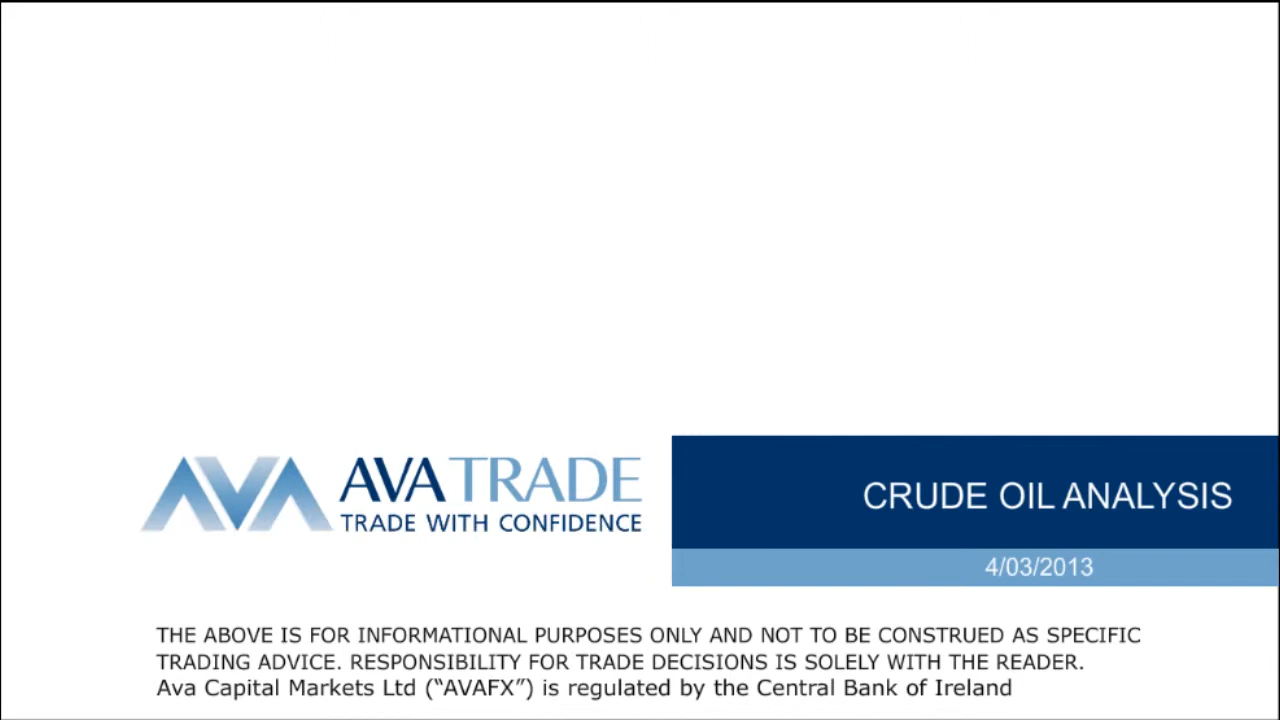 AVA AVATRADE
TRADE WITH CONFIDENCE
CRUDE OIL ANALYSIS
4/03/2013
THE ABOVE IS FOR INFORMATIONAL PURPOSES ONLY AND NOT TO BE CONSTRUED AS SPECIFIC
TRADING ADVICE. RESPONSIBILITY FOR TRADE DECISIONS IS SOLELY WITH THE READER.
Ava Capital Markets Ltd (“AVAFX”) is regulated by the Central Bank of Ireland